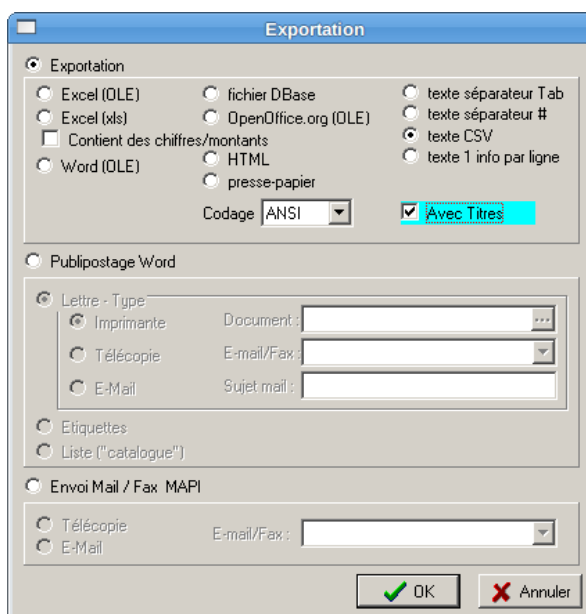 Exportation
Exportation
Excel (OLE)
fichier DBase
texte séparateur Tab
Excel (xls)
OpenOffice.org (OLE)
texte séparateur #
Contient des chiffres/montants
texte CSV
Word (OLE)
HTML
texte 1 info par ligne
presse-papier
Codage ANSI
Avec Titres
Publipostage Word
Lettre - Type
Imprimante
Document :
...
Télécopie
E-mail/Fax :
E-Mail
Sujet mail :
Etiquettes
Liste ("catalogue")
Envoi Mail / Fax MAPI
Télécopie
E-mail/Fax :
E-Mail
OK
Annuler